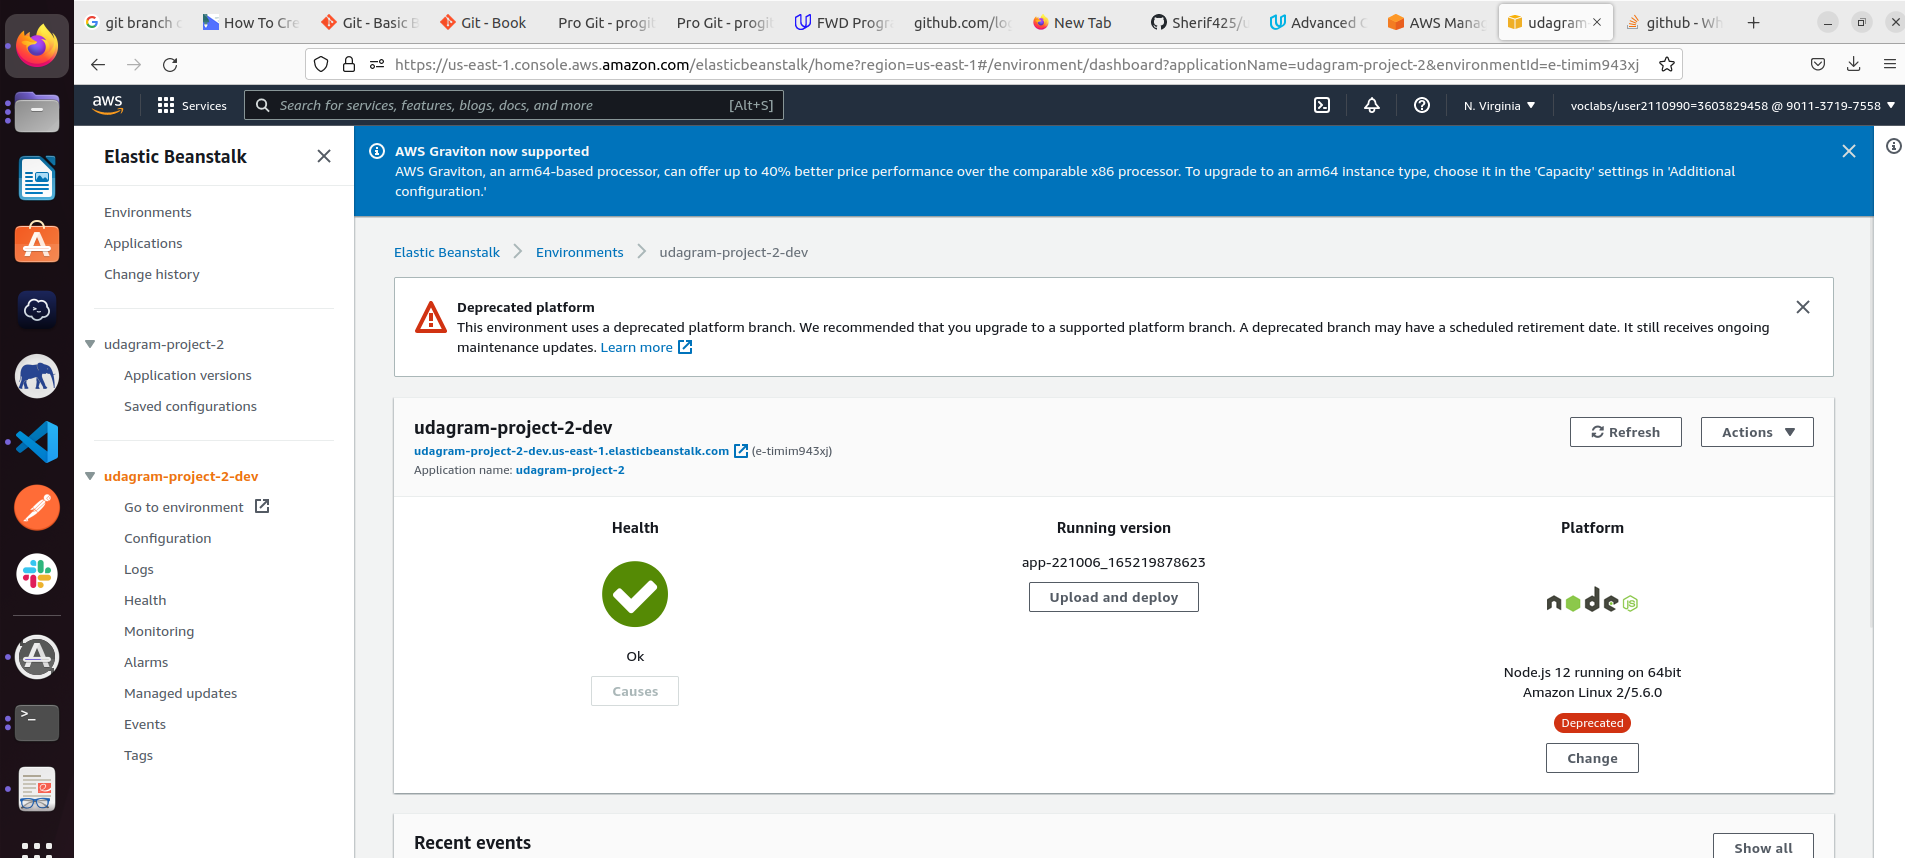 git branch
How To Cre
Git - Basic B
Git - Book
Pro Git - progit
Pro Git - progit
FWD Progra
github.com/log
New Tab
Sherif425/u
Advanced C
AWS Mana
udagram-
github - Wh
https://us-east-1.console.aws.amazon.com/elasticbeanstalk/home?region=us-east-1#/environment/dashboard?applicationName=udagram-project-2&environmentId=e-timim943xj
aws
Services
Search for services, features, blogs, docs, and more
[Alt+S]
N. Virginia
voclabs/user2110990=3603829458 @ 9011-3719-7558
Elastic Beanstalk
Environments
Applications
Change history
udagram-project-2
Application versions
Saved configurations
udagram-project-2-dev
Go to environment
Configuration
Logs
Health
Monitoring
Alarms
Managed updates
Events
Tags
AWS Graviton now supported
AWS Graviton, an arm64-based processor, can offer up to 40% better price performance over the comparable x86 processor. To upgrade to an arm64 instance type, choose it in the 'Capacity' settings in 'Additional
configuration.'
Elastic Beanstalk
Environments
udagram-project-2-dev
Deprecated platform
This environment uses a deprecated platform branch. We recommended that you upgrade to a supported platform branch. A deprecated branch may have a scheduled retirement date. It still receives ongoing
maintenance updates. Learn more
udagram-project-2-dev
udagram-project-2-dev.us-east-1.elasticbeanstalk.com (e-timim943xj)
Application name: udagram-project-2
Refresh
Actions
Health
Ok
Causes
Running version
app-221006_165219878623
Upload and deploy
Platform
node JS
Node.js 12 running on 64bit
Amazon Linux 2/5.6.0
Deprecated
Change
Recent events
Show all